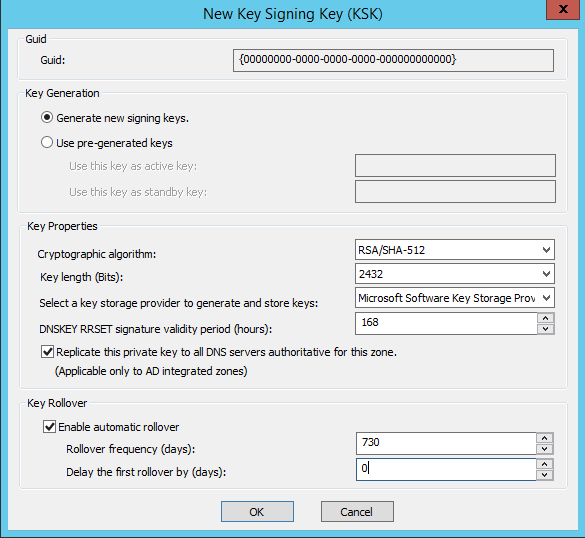 New Key Signing Key (KSK)
x
Guid
Guid: {00000000-0000-0000-0000-000000000000}
Key Generation
Generate new signing keys.
Use pre-generated keys
Use this key as active key:
Use this key as standby key:
Key Properties
Cryptographic algorithm: RSA/SHA-512
Key length (Bits): 2432
Select a key storage provider to generate and store keys: Microsoft Software Key Storage Prov
DNSKEY RRSET signature validity period (hours): 168
Replicate this private key to all DNS servers authoritative for this zone.
(Applicable only to AD integrated zones)
Key Rollover
Enable automatic rollover
Rollover frequency (days): 730
Delay the first rollover by (days): 0
OK Cancel